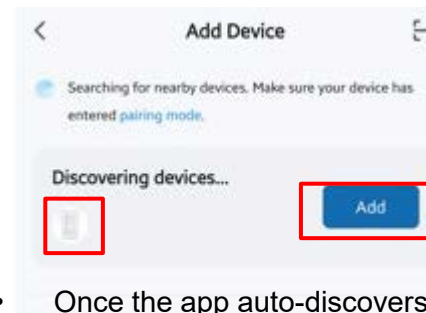 Add Device
Searching for nearby devices. Make sure your device has
entered pairing mode.
Discovering devices...
Add
• Once the app auto-discovers